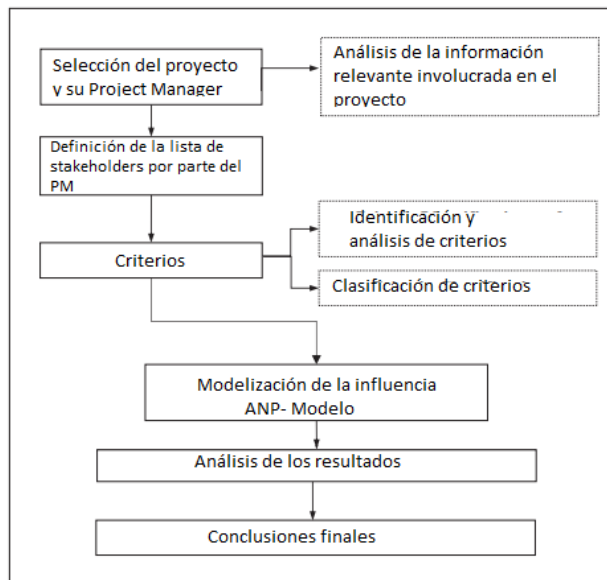 Selección del proyecto
y su Project Manager
Análisis de la información
relevante involucrada en el
proyecto
Definición de la lista de
stakeholders por parte del
PM
Criterios
Identificación y
análisis de criterios
Clasificación de criterios
Modelización de la influencia
ANP- Modelo
Análisis de los resultados
Conclusiones finales